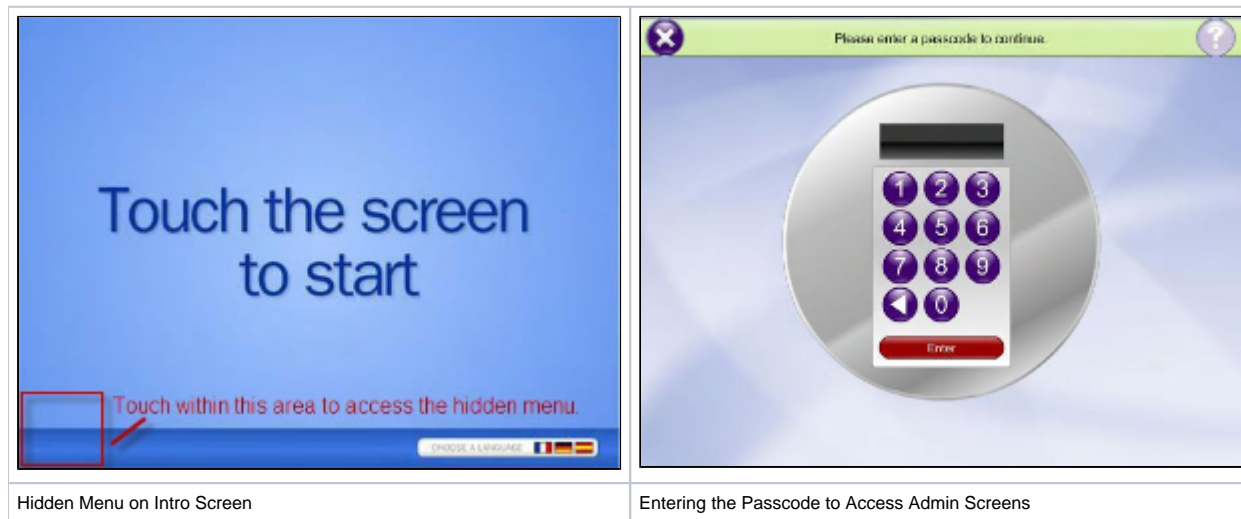 Touch the screen
to start
Touch within this area to access the hidden menu.
CHOOSE A LANGUAGE
Hidden Menu on Intro Screen
Please enter a passcode to continue.
?
1 2 3
4 5 6
7 8 9
0
Enter
Entering the Passcode to Access Admin Screens